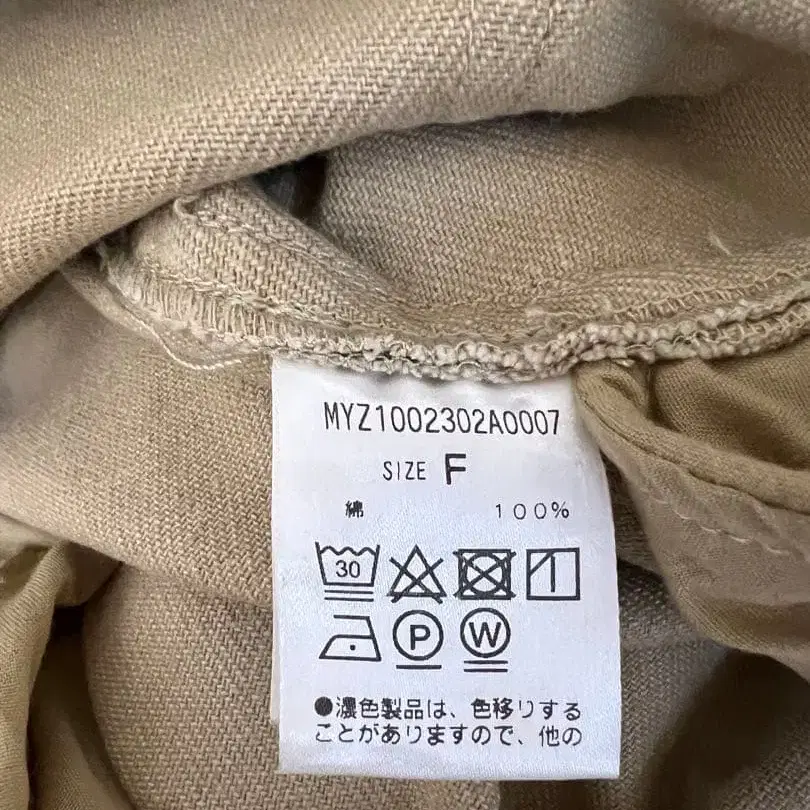 MYZ1002302A0007
SIZE F
綿 100%
30
P W
●濃色製品は、色移りする
ことがありますので、他の